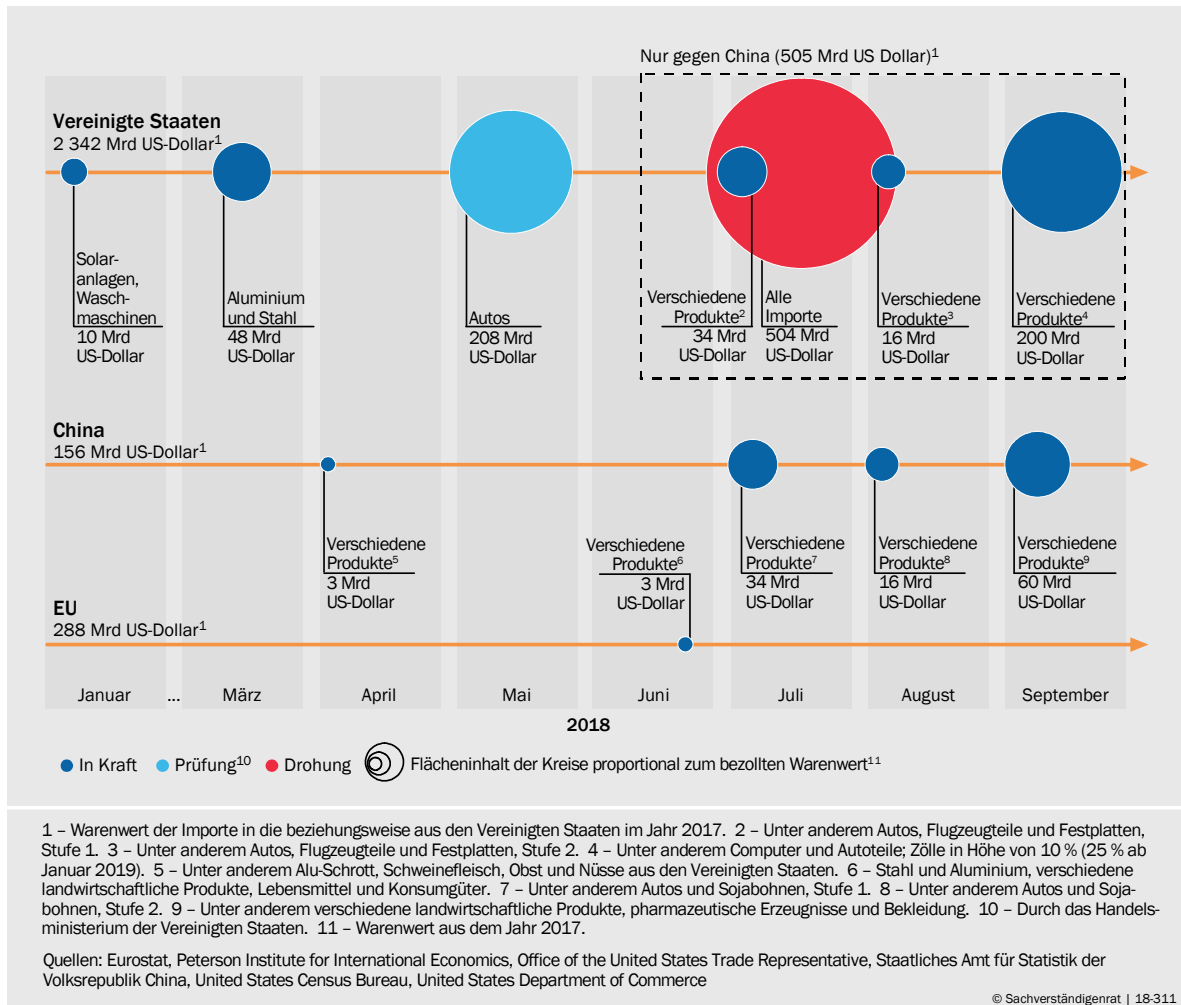 Nur gegen China (505 Mrd US Dollar)1
Vereinigte Staaten
2 342 Mrd US-Dollar1
Solar-
anlagen,
Wasch-
maschinen
10 Mrd
US-Dollar
Aluminium
und Stahl
48 Mrd
US-Dollar
Autos
208 Mrd
US-Dollar
Verschiedene
Produkte2
34 Mrd
US-Dollar
Alle
Importe
504 Mrd
US-Dollar
Verschiedene
Produkte3
16 Mrd
US-Dollar
Verschiedene
Produkte4
200 Mrd
US-Dollar
China
156 Mrd US-Dollar1
Verschiedene
Produkte5
3 Mrd
US-Dollar
Verschiedene
Produkte6
3 Mrd
US-Dollar
Verschiedene
Produkte7
34 Mrd
US-Dollar
Verschiedene
Produkte8
16 Mrd
US-Dollar
Verschiedene
Produkte9
60 Mrd
US-Dollar
EU
288 Mrd US-Dollar1
Januar ... März April Mai Juni Juli August September
2018
In Kraft Prüfung10 Drohung Flächeninhalt der Kreise proportional zum bezollten Warenwert11
1 – Warenwert der Importe in die beziehungsweise aus den Vereinigten Staaten im Jahr 2017. 2 – Unter anderem Autos, Flugzeugteile und Festplatten,
Stufe 1. 3 – Unter anderem Autos, Flugzeugteile und Festplatten, Stufe 2. 4 – Unter anderem Computer und Autoteile; Zölle in Höhe von 10 % (25 % ab
Januar 2019). 5 – Unter anderem Alu-Schrott, Schweinefleisch, Obst und Nüsse aus den Vereinigten Staaten. 6 – Stahl und Aluminium, verschiedene
landwirtschaftliche Produkte, Lebensmittel und Konsumgüter. 7 – Unter anderem Autos und Sojabohnen, Stufe 1. 8 – Unter anderem Autos und Soja-
bohnen, Stufe 2. 9 – Unter anderem verschiedene landwirtschaftliche Produkte, pharmazeutische Erzeugnisse und Bekleidung. 10 – Durch das Handels-
ministerium der Vereinigten Staaten. 11 – Warenwert aus dem Jahr 2017.
Quellen: Eurostat, Peterson Institute for International Economics, Office of the United States Trade Representative, Staatliches Amt für Statistik der
Volksrepublik China, United States Census Bureau, United States Department of Commerce
© Sachverständigenrat | 18-311